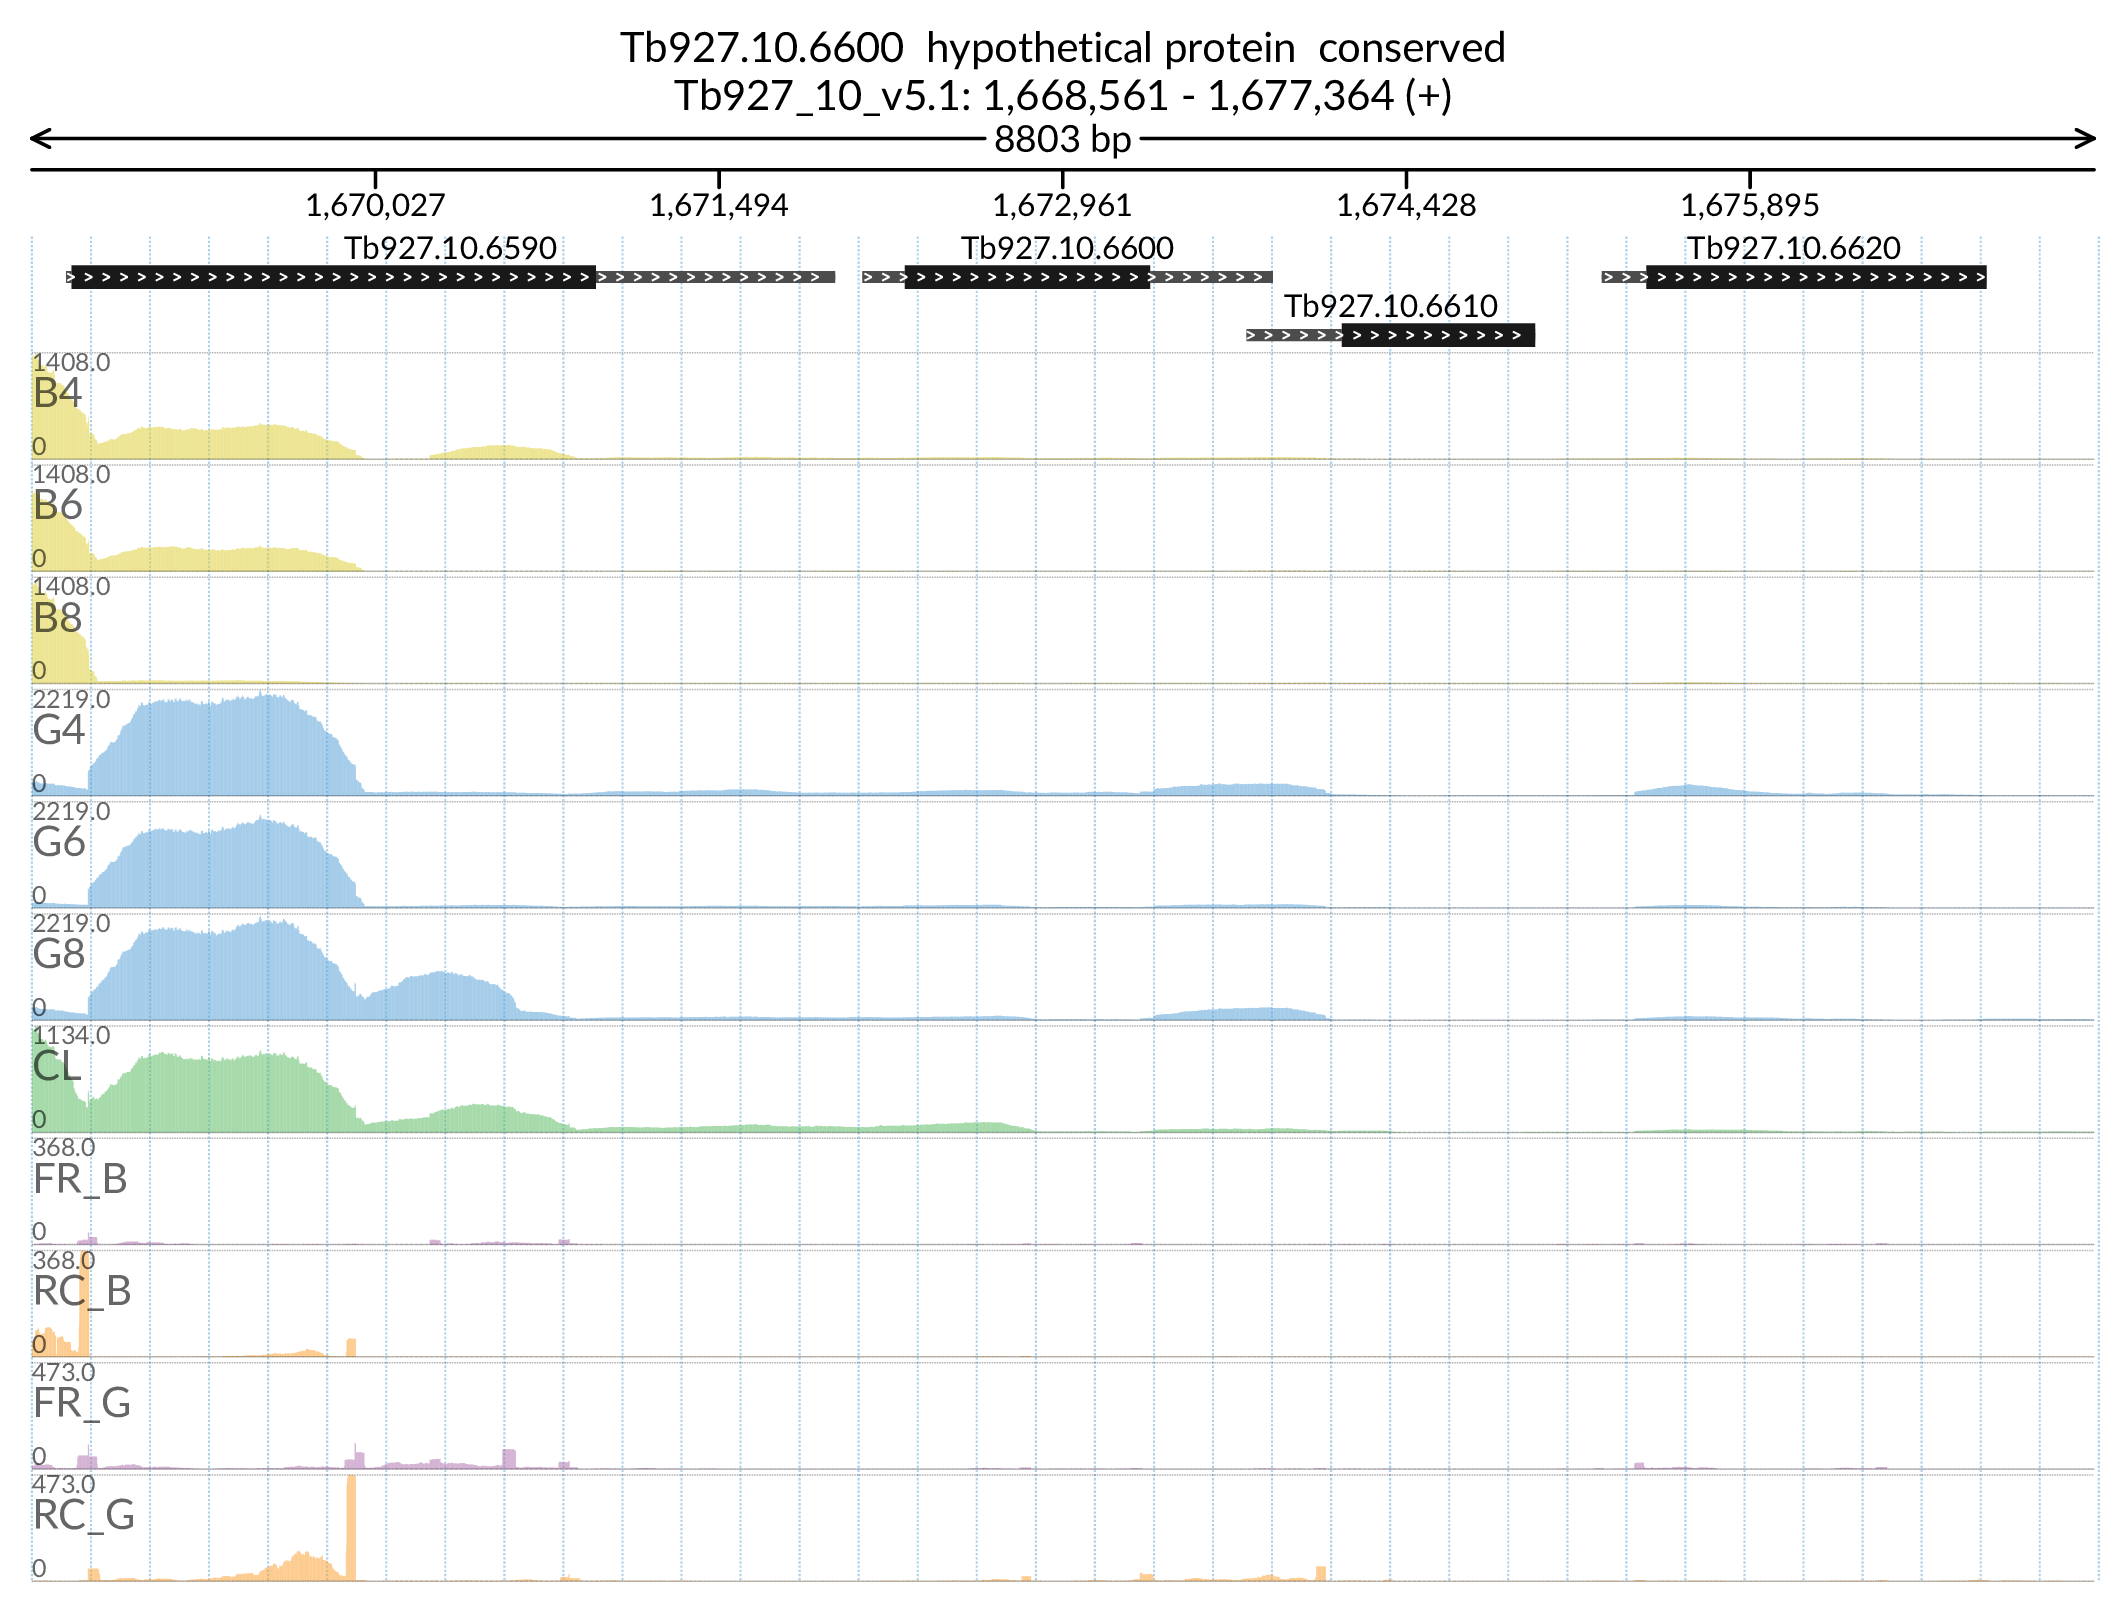 Tb927.10.6600  hypothetical protein  conserved
Tb927_10_v5.1: 1,668,561 - 1,677,364 (+)
8803 bp
1,670,027 1,671,494 1,672,961 1,674,428 1,675,895
Tb927.10.6590 Tb927.10.6600 Tb927.10.6620
Tb927.10.6610
1408.0
B4
0
1408.0
B6
0
1408.0
B8
0
2219.0
G4
0
2219.0
G6
0
2219.0
G8
0
1134.0
CL
0
368.0
FR_B
0
368.0
RC_B
0
473.0
FR_G
0
473.0
RC_G
0